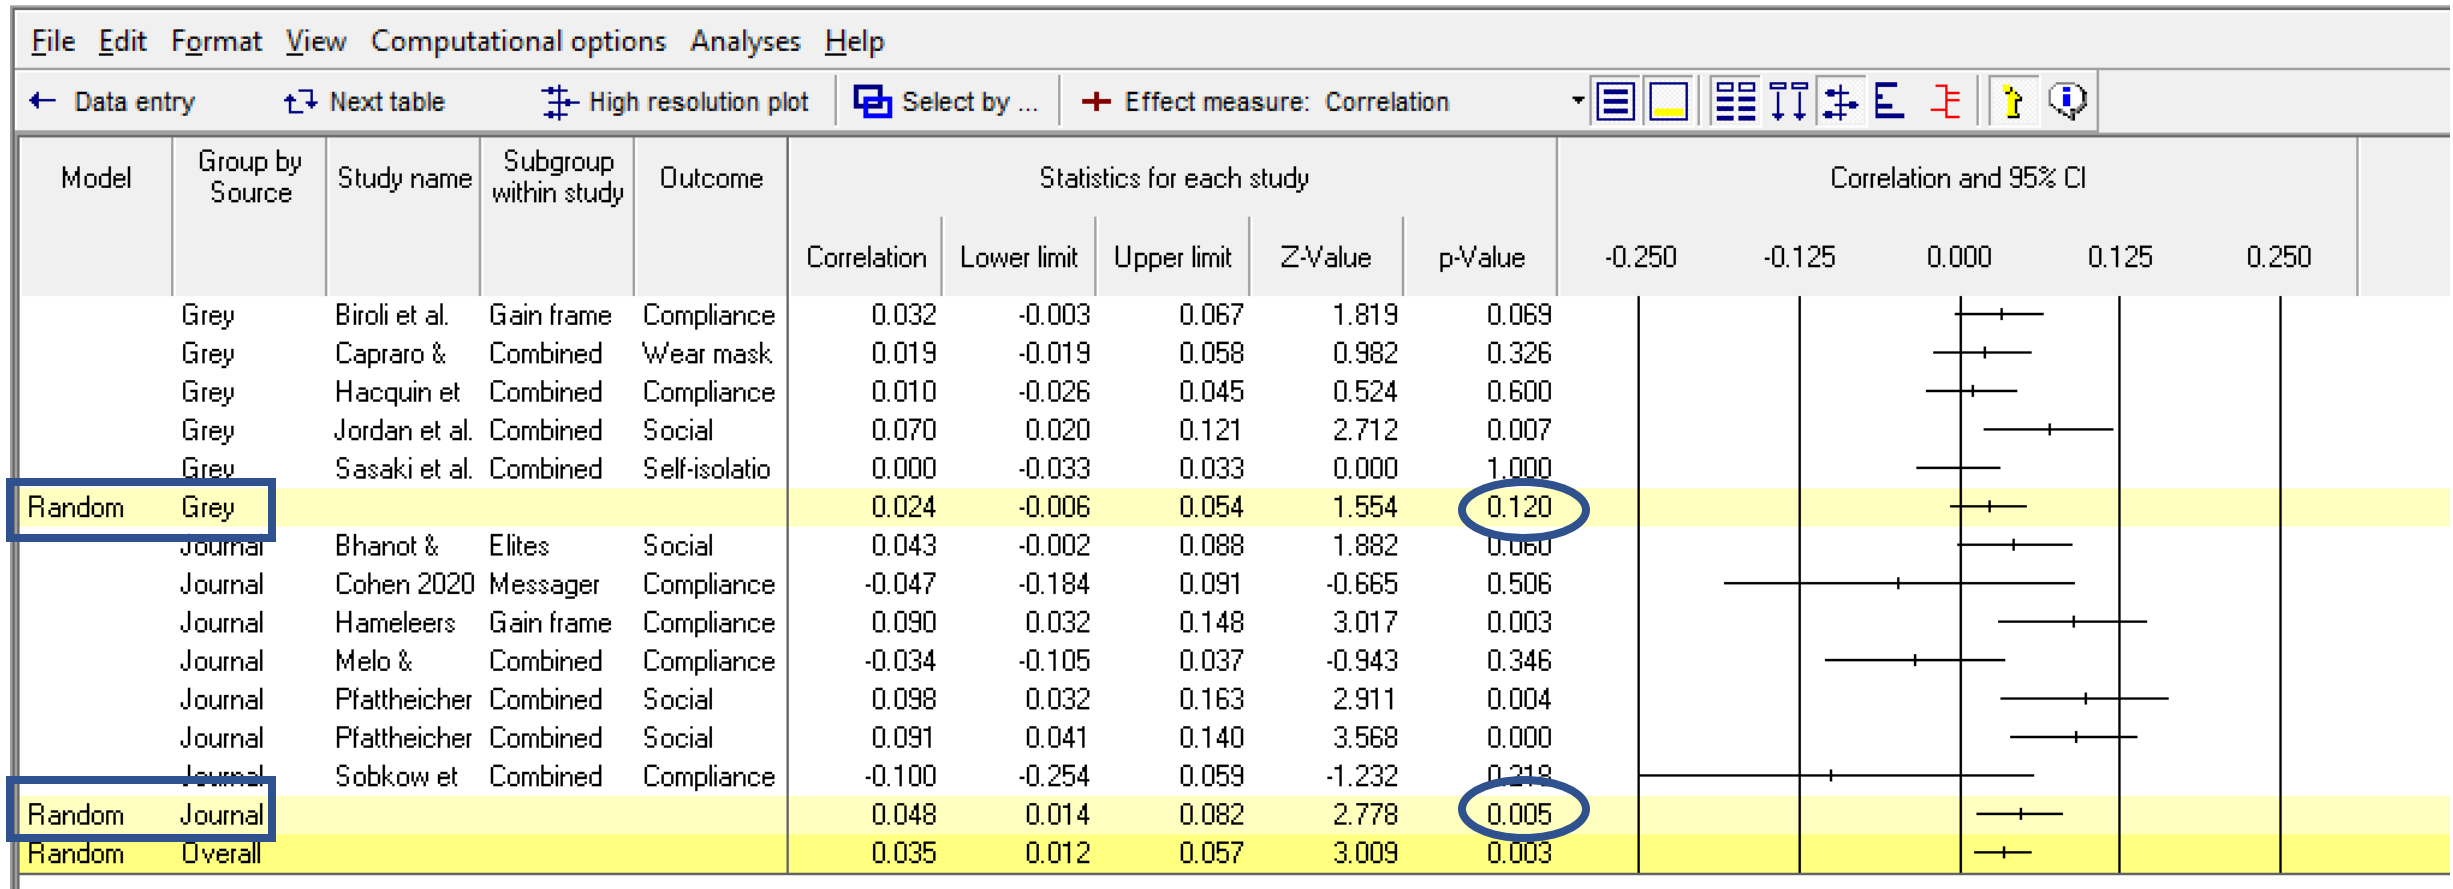 File Edit Format View Computational options Analyses Help
Data entry Next table High resolution plot Select by ... Effect measure: Correlation
Model Group by Source Study name Subgroup within study Outcome Statistics for each study Correlation and 95% CI
Correlation Lower limit Upper limit Z-Value p-Value -0.250 -0.125 0.000 0.125 0.250
Grey Biroli et al. Gain frame Compliance 0.032 -0.003 0.067 1.819 0.069
Grey Capraro & Combined Wear mask 0.019 -0.019 0.058 0.982 0.326
Grey Hacquin et Combined Compliance 0.010 -0.026 0.045 0.524 0.600
Grey Jordan et al. Combined Social 0.070 0.020 0.121 2.712 0.007
Grey Sasaki et al. Combined Self-isolatio 0.000 -0.033 0.033 0.000 1.000
Random Grey 0.024 -0.006 0.054 1.554 0.120
Journal Bhanot & Elites Social 0.043 -0.002 0.088 1.882 0.060
Journal Cohen 2020 Messager Compliance -0.047 -0.184 0.091 -0.665 0.506
Journal Hameleers Gain frame Compliance 0.090 0.032 0.148 3.017 0.003
Journal Melo & Combined Compliance -0.034 -0.105 0.037 -0.943 0.346
Journal Pfattheicher Combined Social 0.098 0.032 0.163 2.911 0.004
Journal Pfattheicher Combined Social 0.091 0.041 0.140 3.568 0.000
Journal Sobkow et Combined Compliance -0.100 -0.254 0.059 -1.232 0.218
Random Journal 0.048 0.014 0.082 2.778 0.005
Random Overall 0.035 0.012 0.057 3.009 0.003